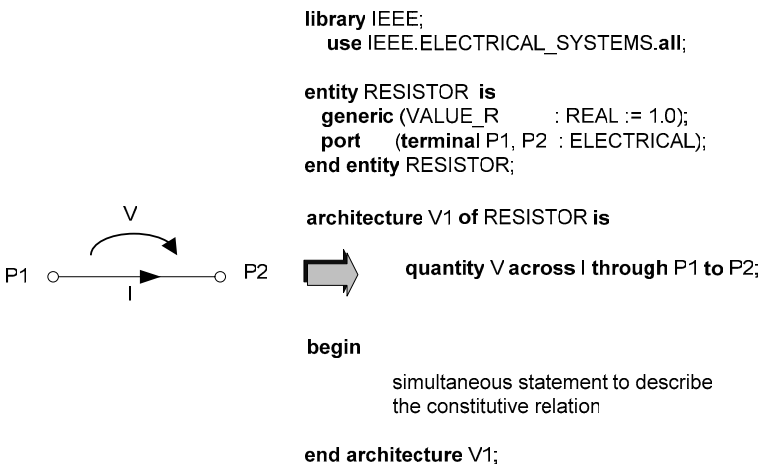 library IEEE;
use IEEE.ELECTRICAL_SYSTEMS.all;
entity RESISTOR is
generic (VALUE_R : REAL := 1.0);
port (terminal P1, P2 : ELECTRICAL);
end entity RESISTOR;
V
P1
P2
I
architecture V1 of RESISTOR is
quantity V across I through P1 to P2;
begin
simultaneous statement to describe
the constitutive relation
end architecture V1;